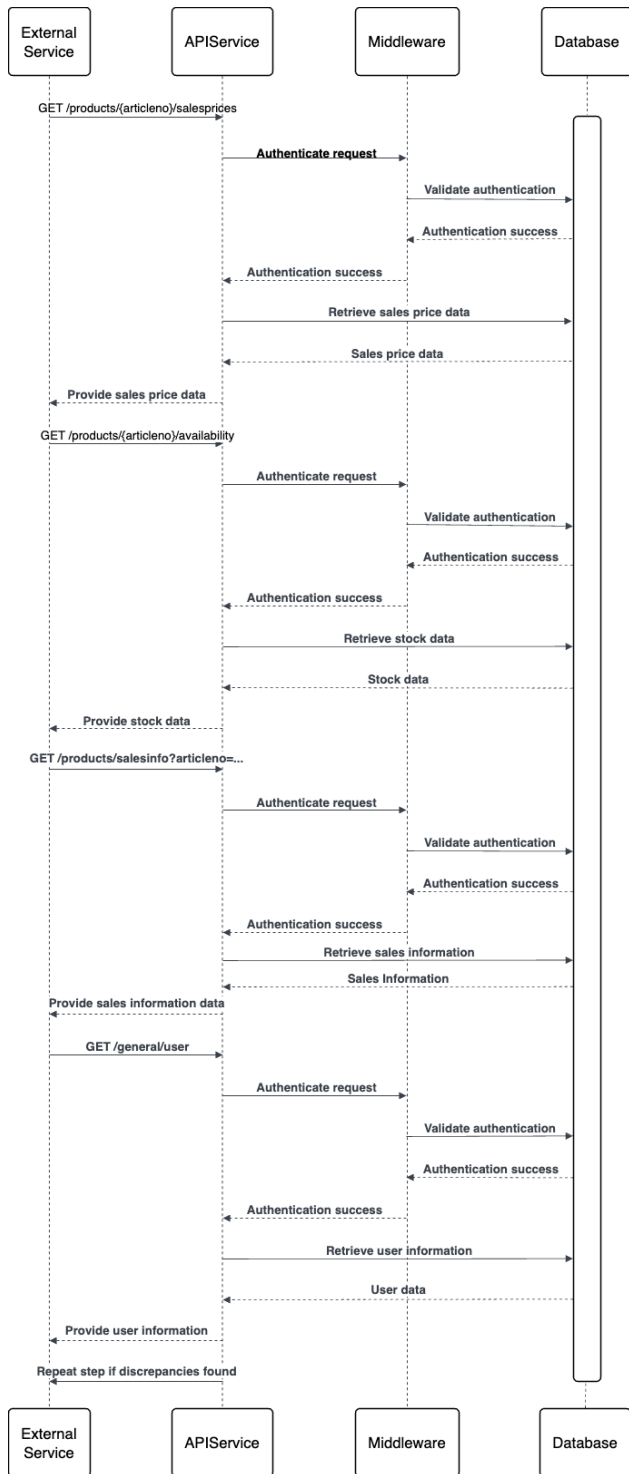 External
Service
APIService
Middleware
Database
GET /products/{articleno}/salesprices
Authenticate request
Validate authentication
Authentication success
Authentication success
Retrieve sales price data
Sales price data
Provide sales price data
GET /products/{articleno}/availability
Authenticate request
Validate authentication
Authentication success
Authentication success
Retrieve stock data
Stock data
Provide stock data
GET /products/salesinfo?articleno=...
Authenticate request
Validate authentication
Authentication success
Authentication success
Retrieve sales information
Sales Information
Provide sales information data
GET /general/user
Authenticate request
Validate authentication
Authentication success
Authentication success
Retrieve user information
User data
Provide user information
Repeat step if discrepancies found
External
Service
APIService
Middleware
Database